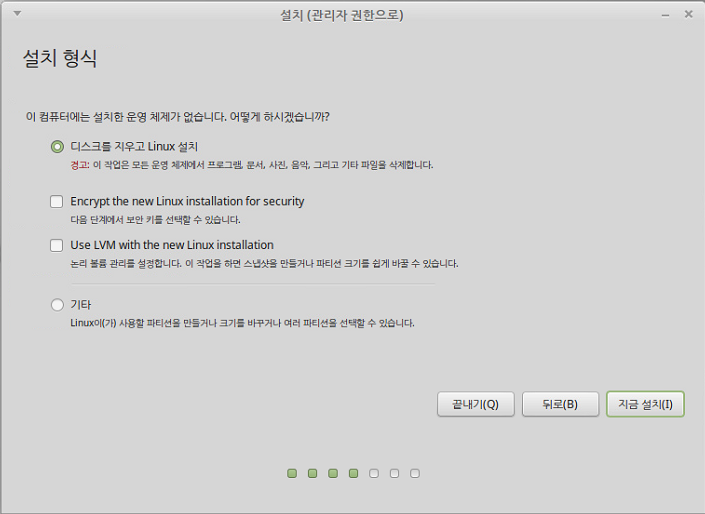 설치 (관리자 권한으로)
설치 형식
이 컴퓨터에는 설치한 운영 체제가 없습니다. 어떻게 하시겠습니까?
디스크를 지우고 Linux 설치
경고: 이 작업은 모든 운영 체제에서 프로그램, 문서, 사진, 음악, 그리고 기타 파일을 삭제합니다.
Encrypt the new Linux installation for security
다음 단계에서 보안 키를 선택할 수 있습니다.
Use LVM with the new Linux installation
논리 볼륨 관리를 설정합니다. 이 작업을 하면 스냅샷을 만들거나 파티션 크기를 쉽게 바꿀 수 있습니다.
기타
Linux이(가) 사용할 파티션을 만들거나 크기를 바꾸거나 여러 파티션을 선택할 수 있습니다.
끝내기(Q) 뒤로(B) 지금 설치(I)